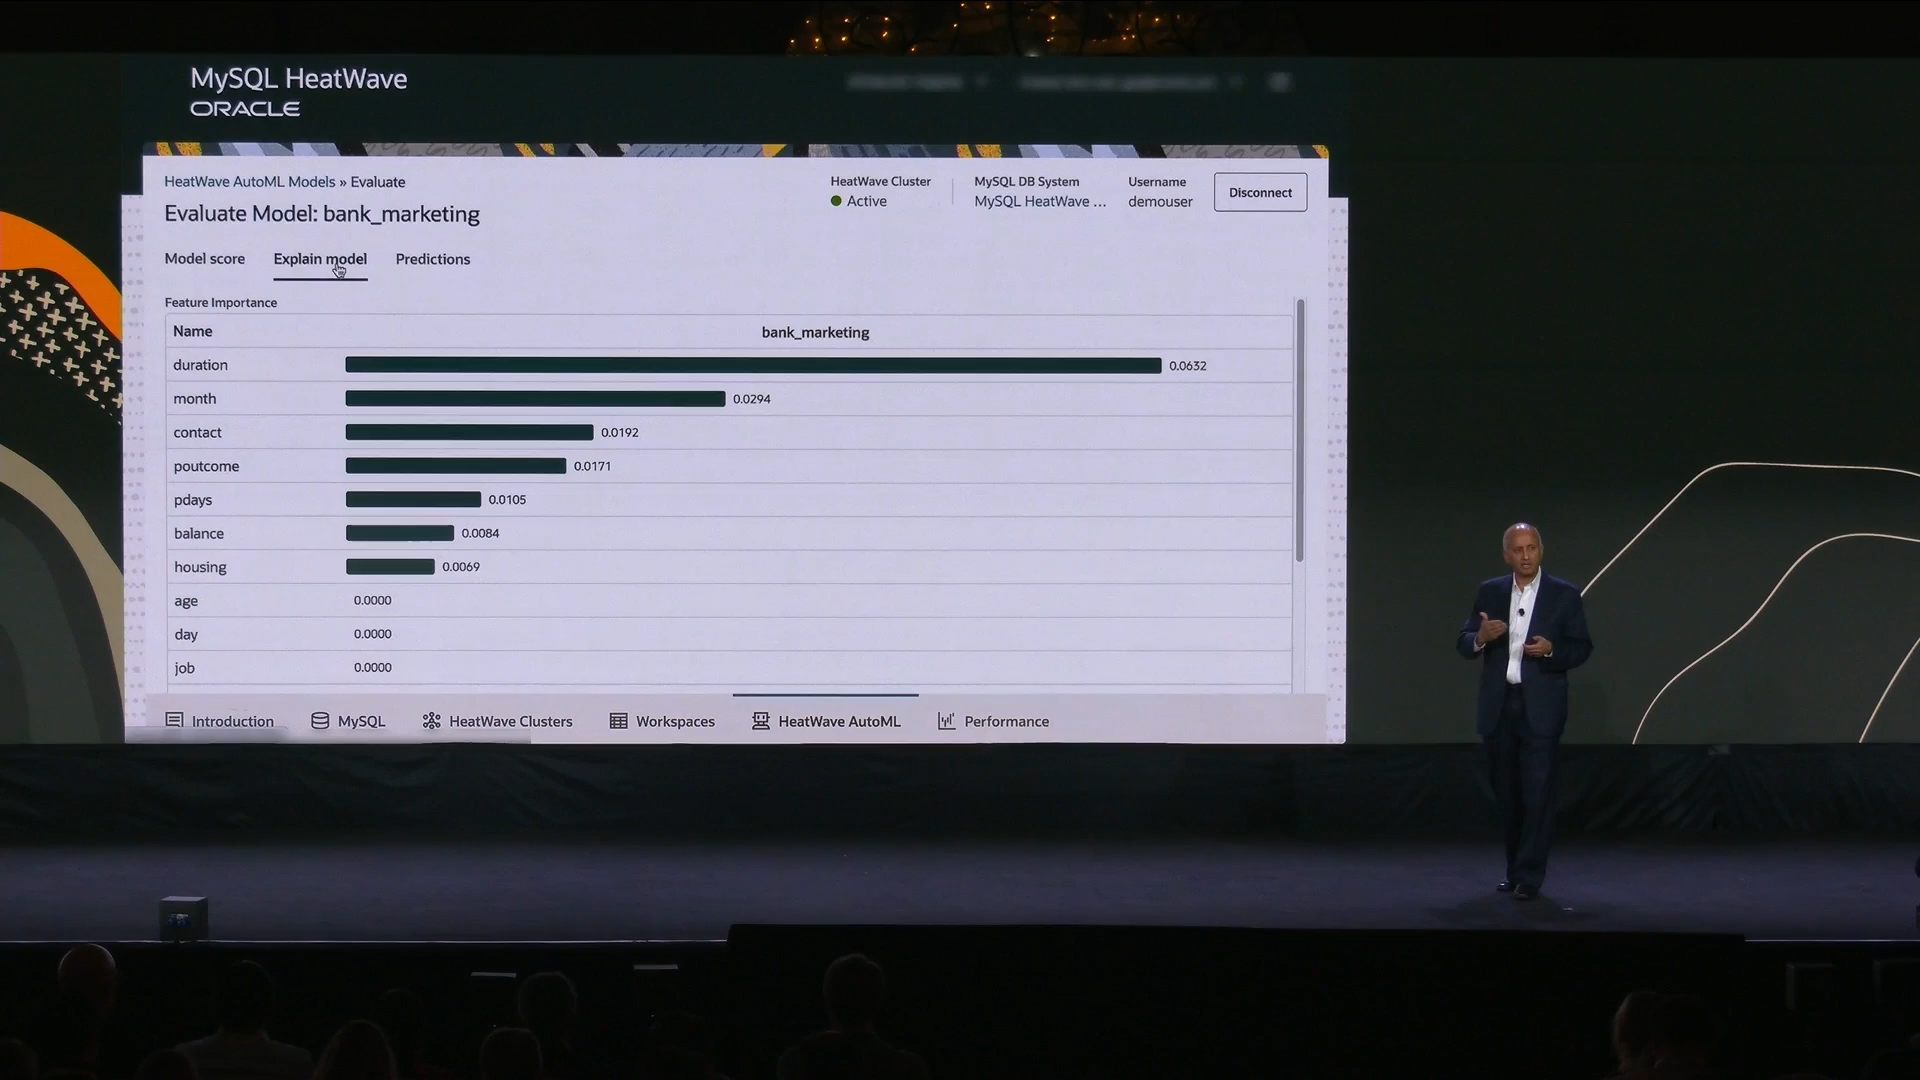 MySQL HeatWave
ORACLE
HeatWave AutoML Models » Evaluate
Evaluate Model: bank_marketing
HeatWave Cluster
Active
MySQL DB System
MySQL HeatWave ...
Username
demouser
Disconnect
Model score
Explain model
Predictions
Feature Importance
Name bank_marketing
duration 0.0632
month 0.0294
contact 0.0192
poutcome 0.0171
pdays 0.0105
balance 0.0084
housing 0.0069
age 0.0000
day 0.0000
job 0.0000
Introduction MySQL HeatWave Clusters Workspaces HeatWave AutoML Performance